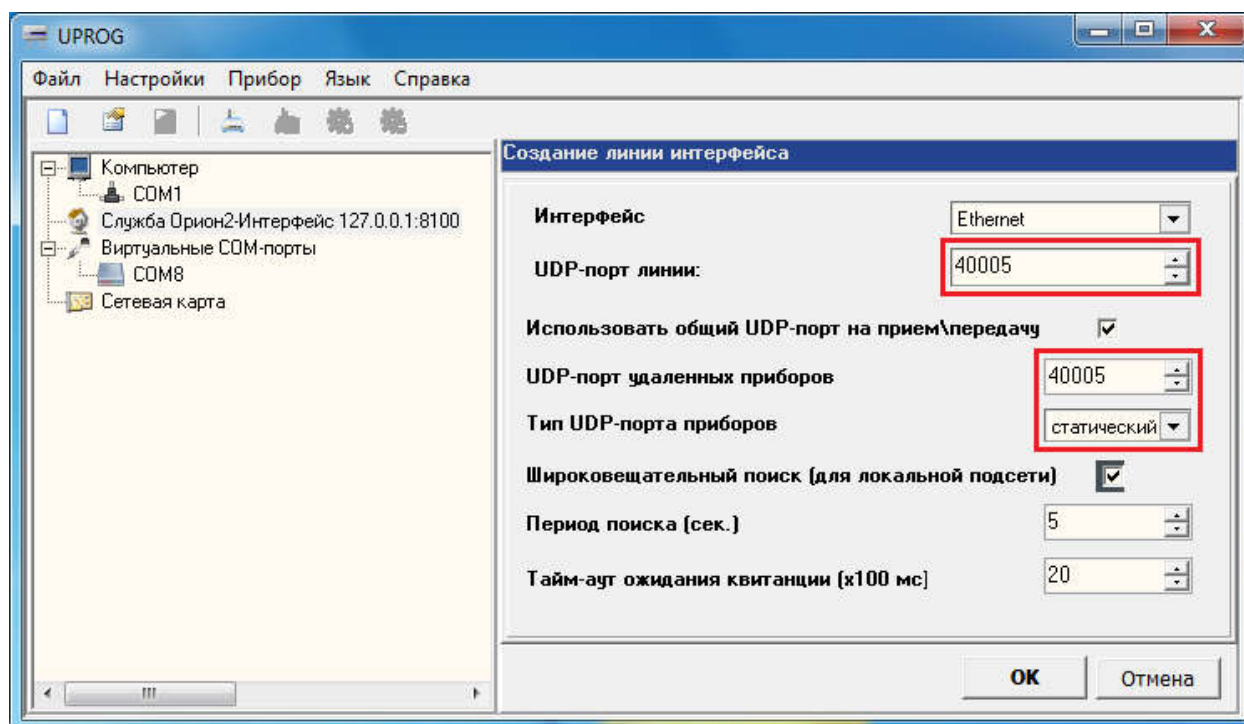 UPROG
Файл Настройки Прибор Язык Справка
Компьютер
COM1
Служба Орион2-Интерфейс 127.0.0.1:8100
Виртуальные COM-порты
COM8
Сетевая карта
Создание линии интерфейса
Интерфейс Ethernet
UDP-порт линии: 40005
Использовать общий UDP-порт на прием\передачу
UDP-порт удаленных приборов 40005
Тип UDP-порта приборов статический
Широковещательный поиск (для локальной подсети)
Период поиска (сек.) 5
Тайм-аут ожидания квитанции (x100 мс) 20
OK Отмена